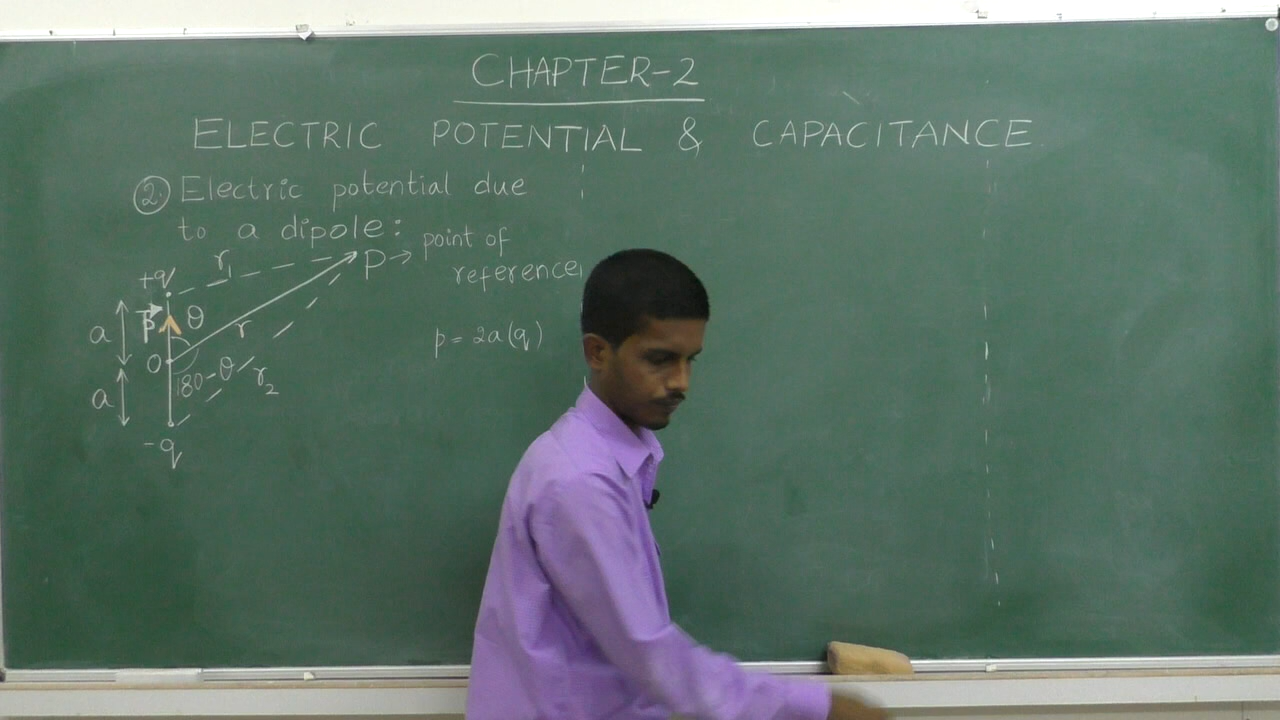 CHAPTER-2
ELECTRIC POTENTIAL & CAPACITANCE
2. Electric potential due
to a dipole:
P → point of
reference
r₁
+q
a
p
θ
r
p = 2a(q)
O
180-θ
r₂
a
-q